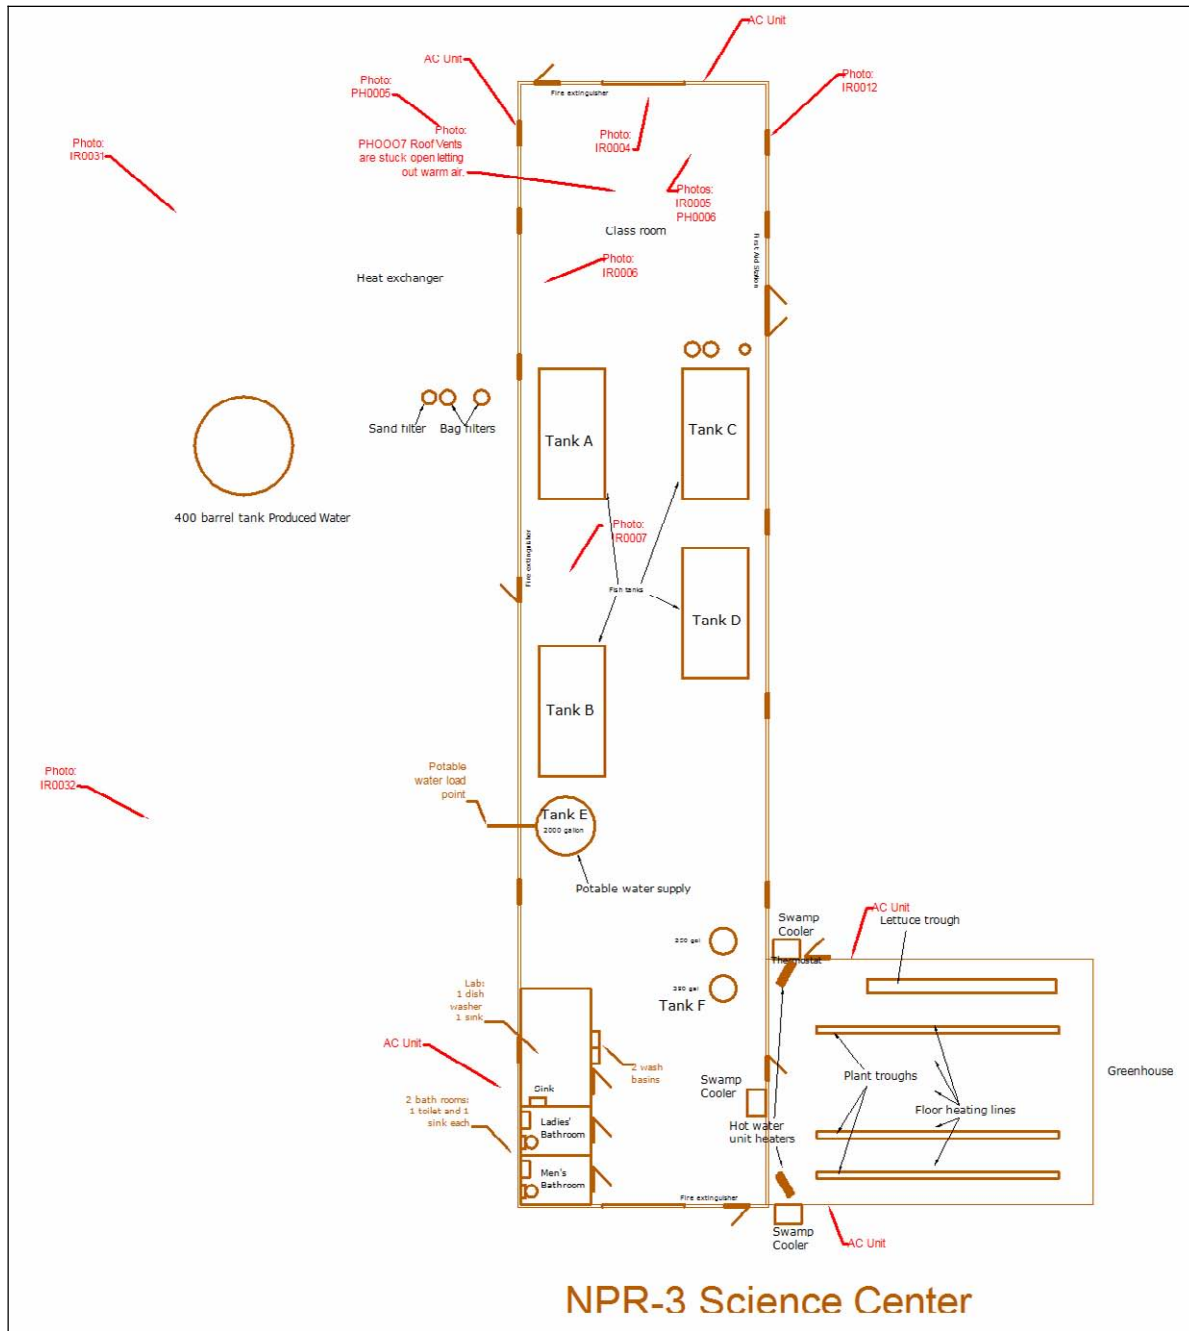 AC Unit
AC Unit
Photo:
PH0005
Photo:
IR0012
Fire extinguisher
Photo:
PHOOO7 Roof Vents
are stuck open letting
out warm air.
Photo:
IR0004
Photo:
IR0031
Photos:
IR0005
PH0006
Class room
First Aid Station
Photo:
IR0006
Heat exchanger
Sand filter
Bag filters
Tank A
Tank C
400 barrel tank Produced Water
Photo:
IR0007
Fire extinguisher
Fish tanks
Tank D
Tank B
Photo:
IR0032
Potable
water load
point
Tank E
2000 gallon
Potable water supply
AC Unit
Lettuce trough
Swamp
Cooler
Thermostat
Tank F
Lab:
1 dish
washer
1 sink
AC Unit
2 wash
basins
Sink
Swamp
Cooler
Plant troughs
Greenhouse
Floor heating lines
2 bath rooms:
1 toilet and 1
sink each
Ladies'
Bathroom
Hot water
unit heaters
Men's
Bathroom
Fire extinguisher
Swamp
Cooler
AC Unit
NPR-3 Science Center